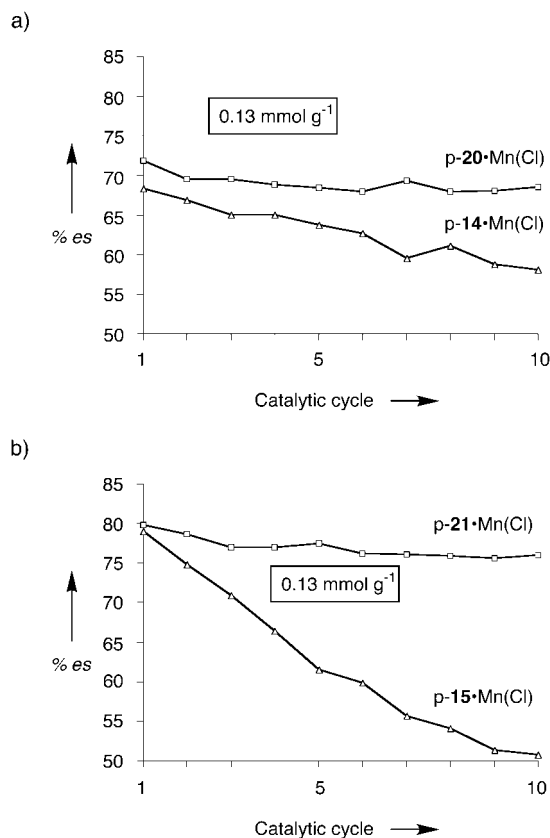 a)
85
80
75
70
65
60
55
50
% es
0.13 mmol g⁻¹
p-20•Mn(Cl)
p-14•Mn(Cl)
1
5
10
Catalytic cycle
b)
85
80
75
70
65
60
55
50
% es
p-21•Mn(Cl)
0.13 mmol g⁻¹
p-15•Mn(Cl)
1
5
10
Catalytic cycle